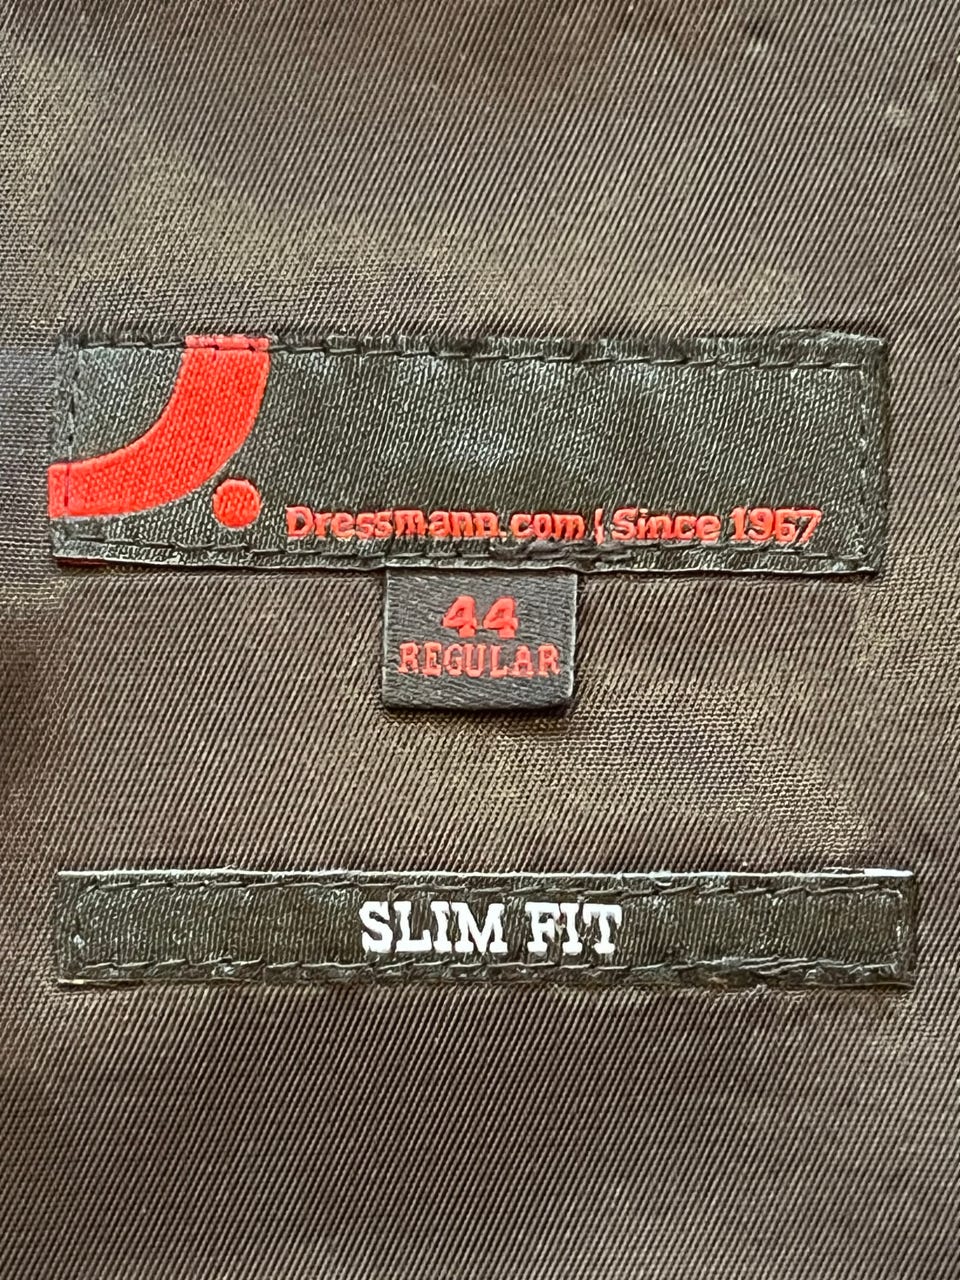 Dressmann.com | Since 1967
44
REGULAR
SLIM FIT